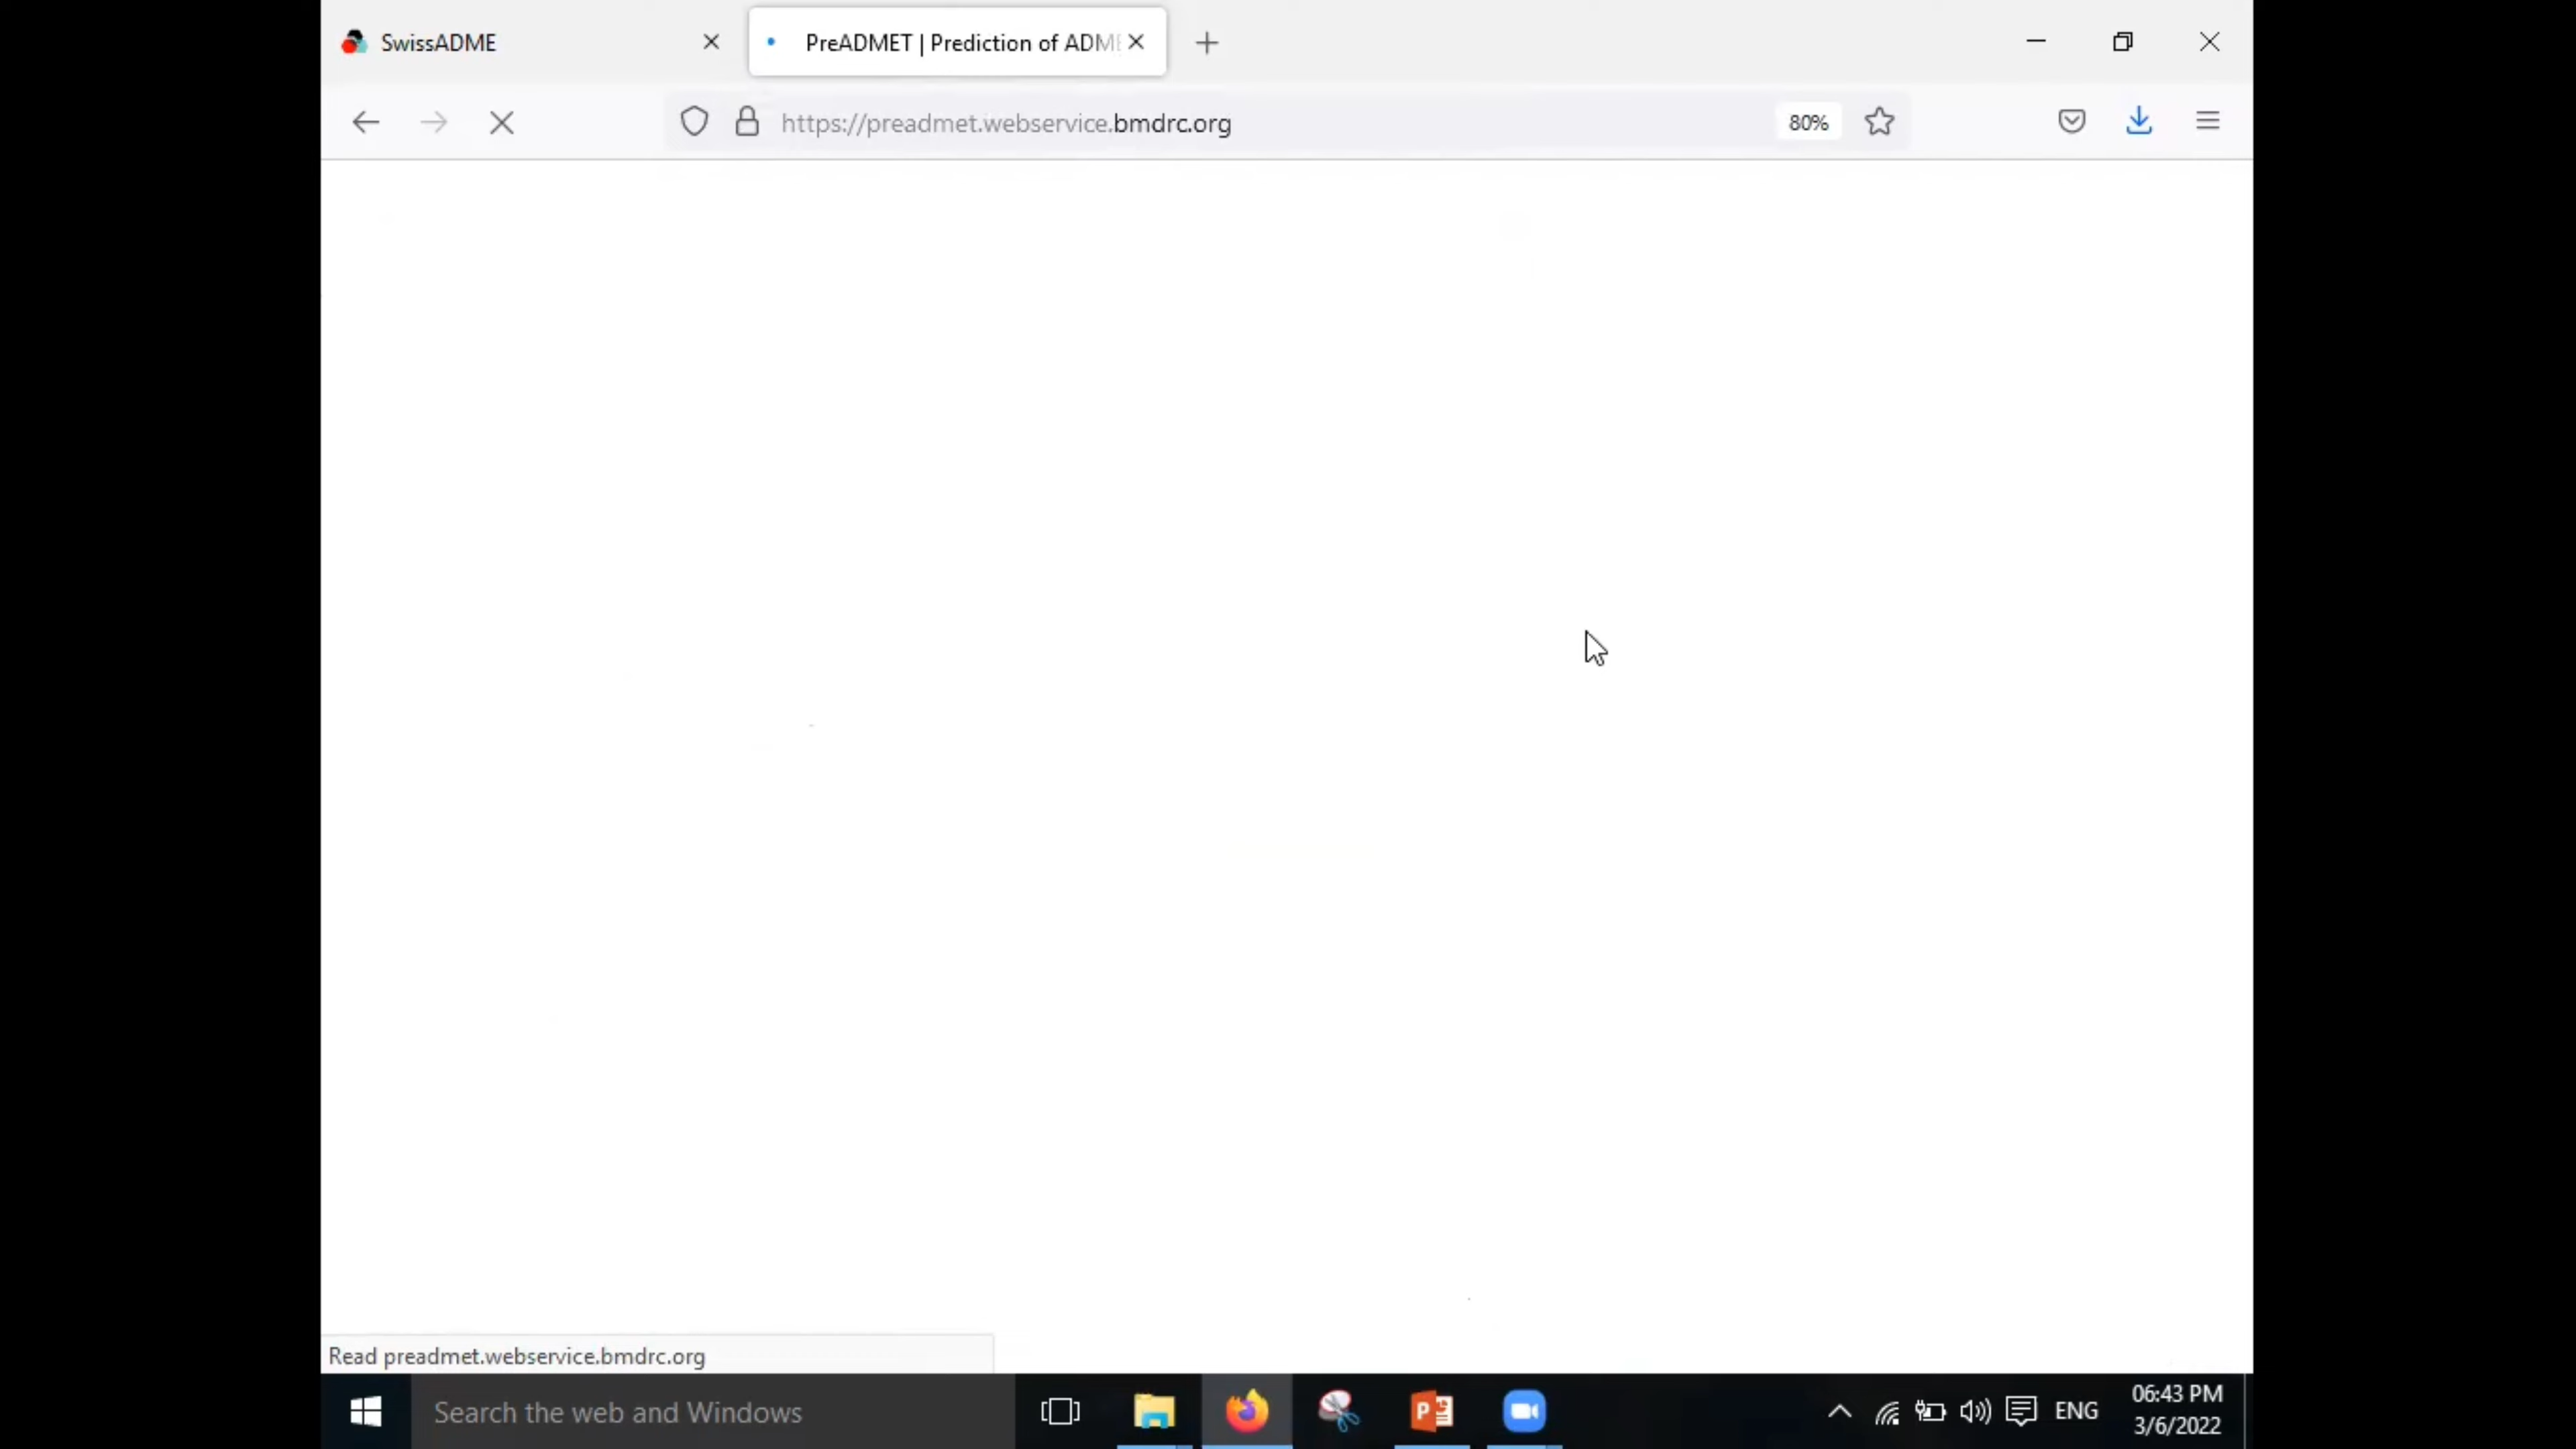 SwissADME
PreADMET | Prediction of ADME
https://preadmet.webservice.bmdrc.org
80%
Read preadmet.webservice.bmdrc.org
Search the web and Windows
ENG
06:43 PM
3/6/2022